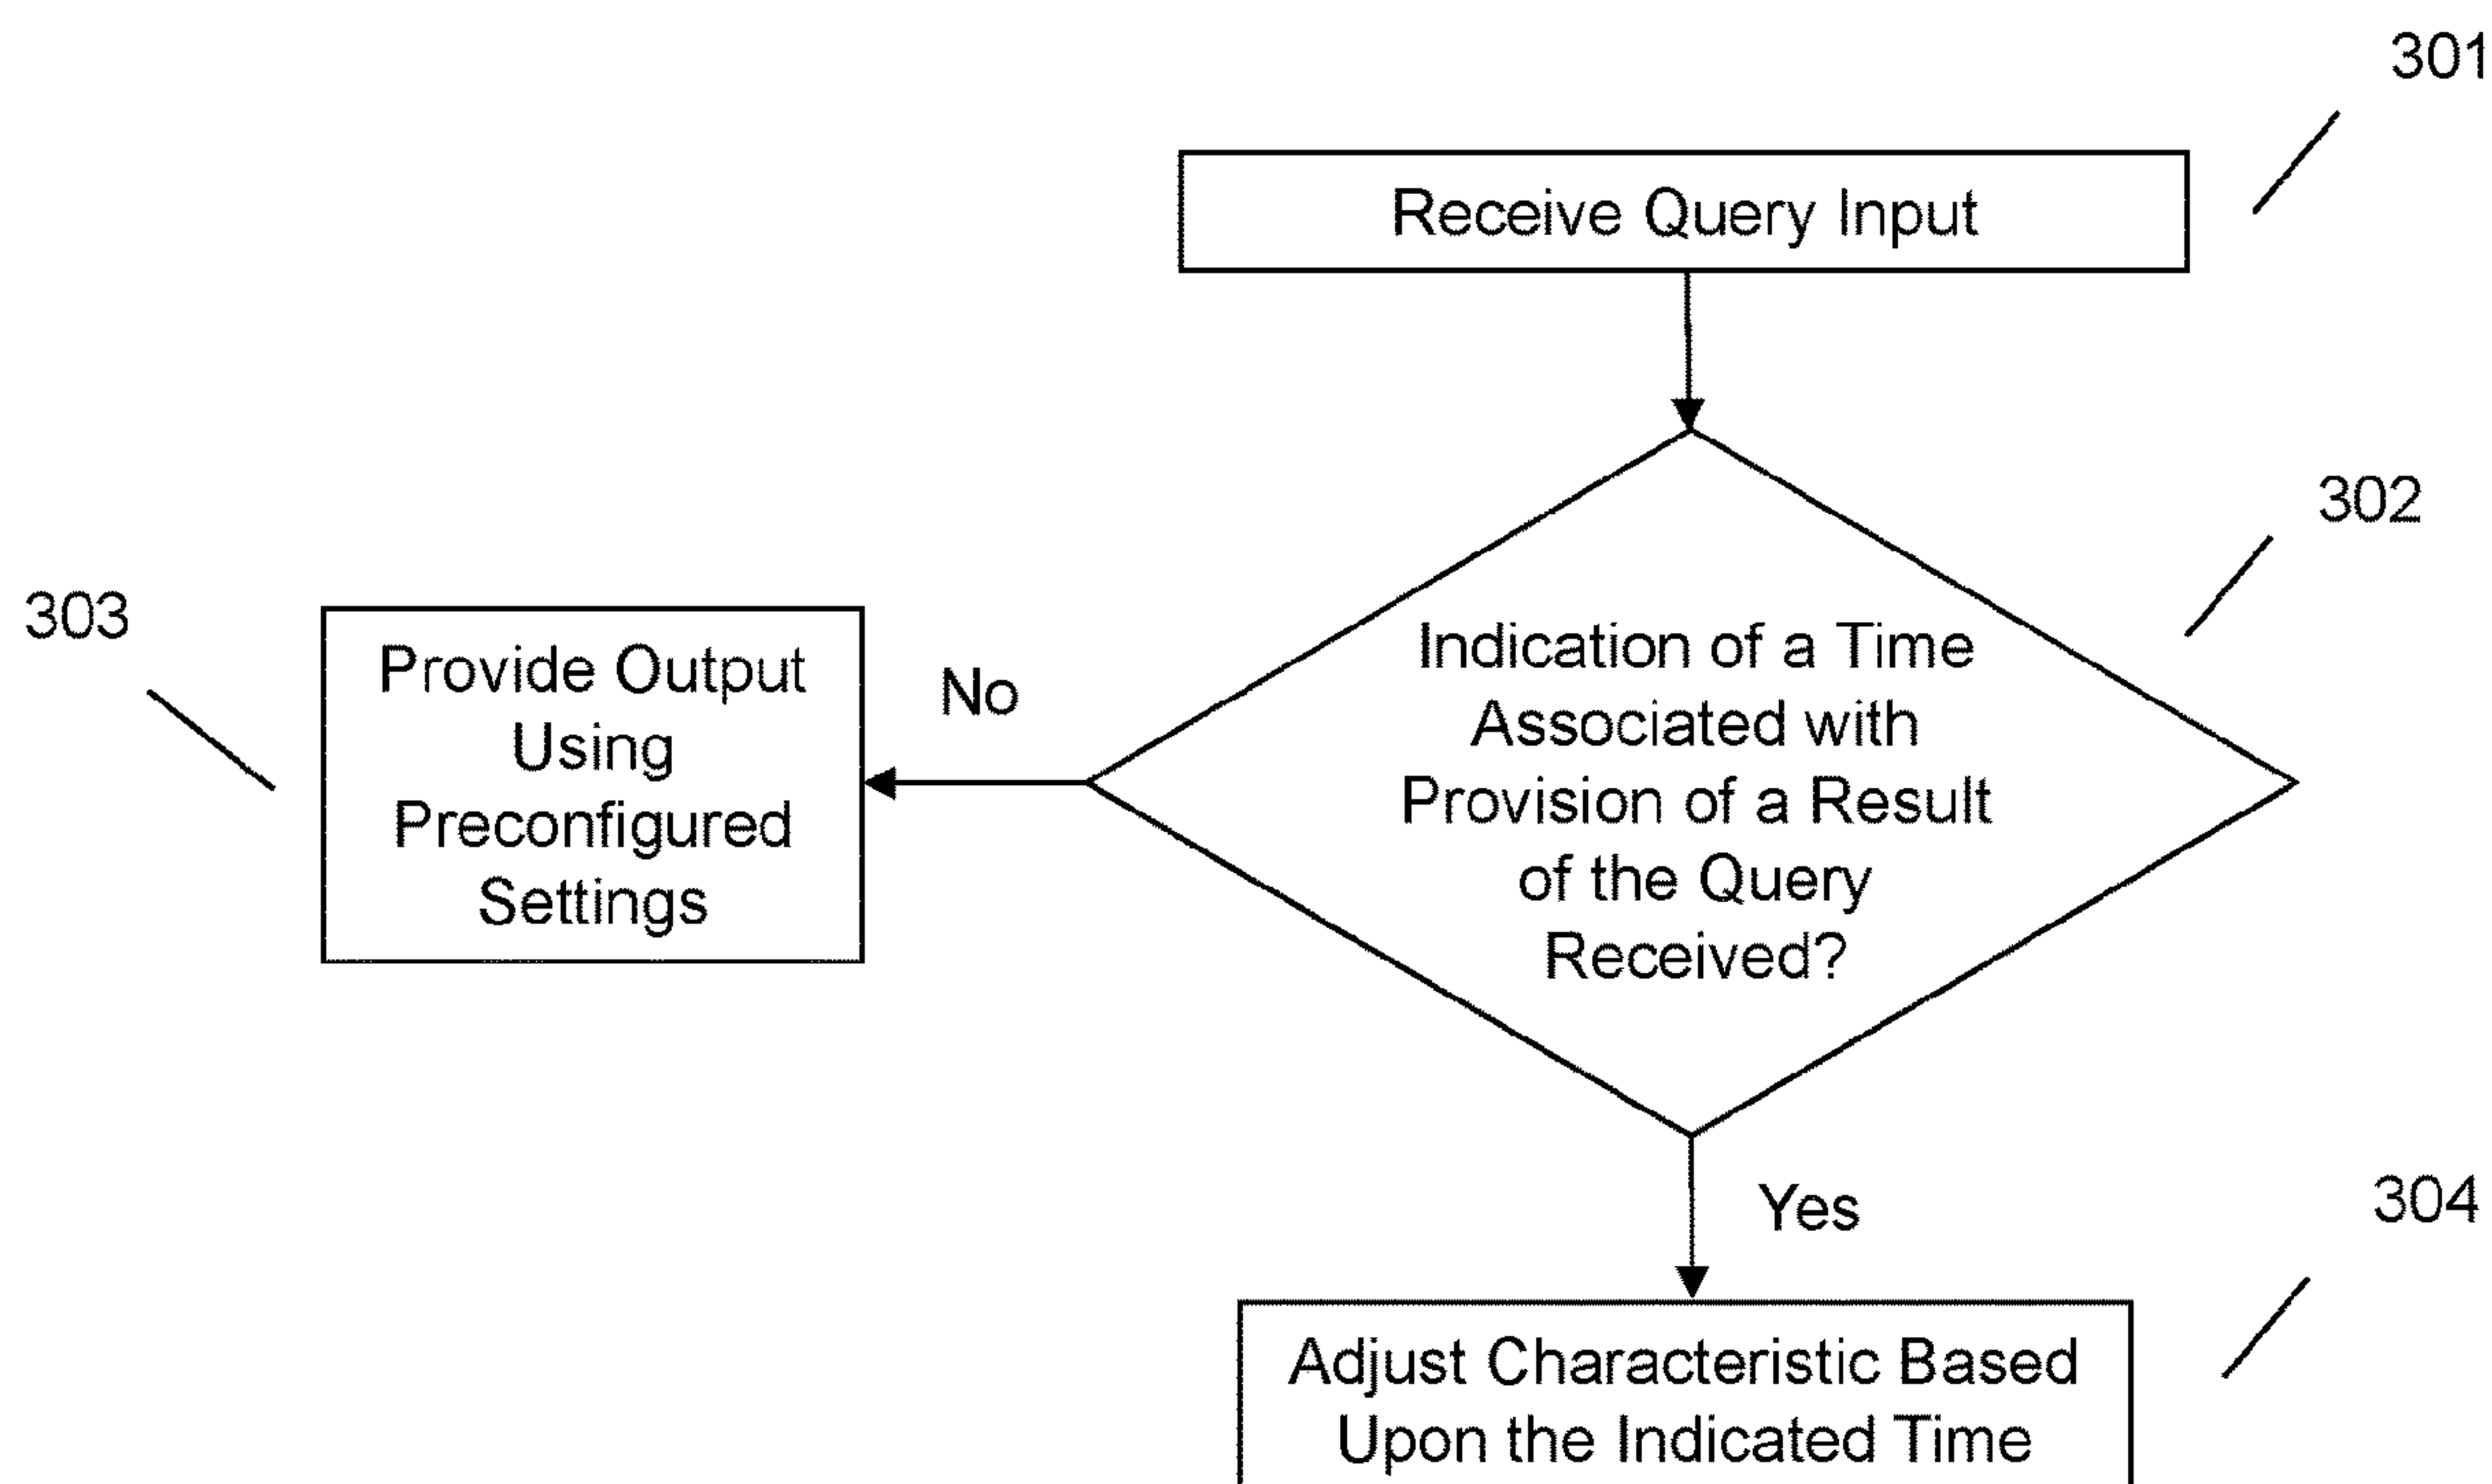 301
Receive Query Input
302
Indication of a Time
Associated with
Provision of a Result
of the Query
Received?
303
Provide Output
Using
Preconfigured
Settings
No
Yes
304
Adjust Characteristic Based
Upon the Indicated Time